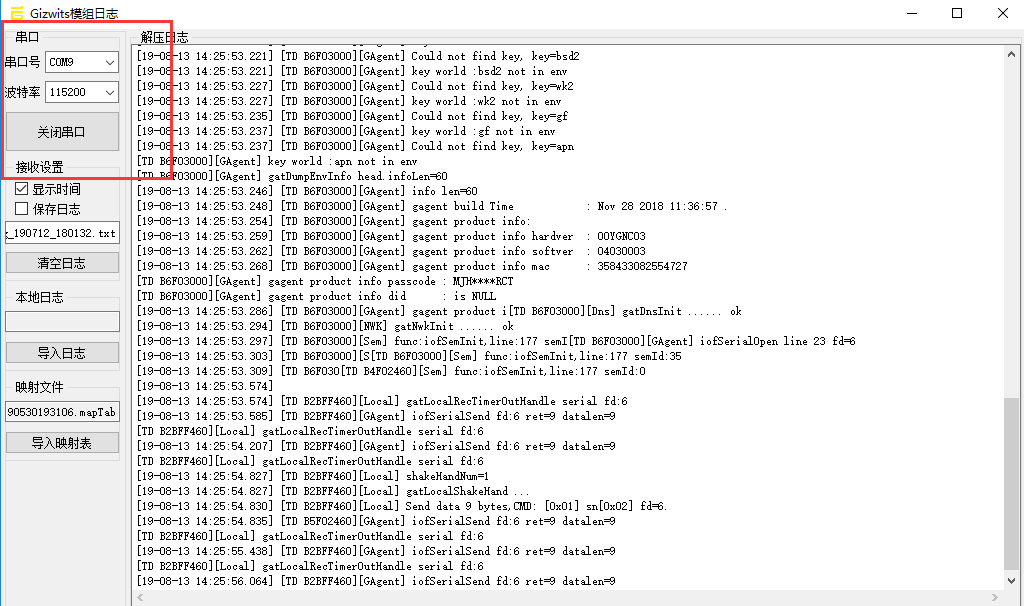 Gizwits模组日志
串口
串口号 COM9
波特率 115200
关闭串口
接收设置
显示时间
保存日志
_190712_180132.txt
清空日志
本地日志
导入日志
映射文件
90530193106.mapTab
导入映射表
解压日志
[19-08-13 14:25:53.221] [TD B6F03000][GAgent] Could not find key, key=bsd2
[19-08-13 14:25:53.221] [TD B6F03000][GAgent] key world :bsd2 not in env
[19-08-13 14:25:53.227] [TD B6F03000][GAgent] Could not find key, key=wk2
[19-08-13 14:25:53.227] [TD B6F03000][GAgent] key world :wk2 not in env
[19-08-13 14:25:53.235] [TD B6F03000][GAgent] Could not find key, key=gf
[19-08-13 14:25:53.237] [TD B6F03000][GAgent] key world :gf not in env
[19-08-13 14:25:53.237] [TD B6F03000][GAgent] Could not find key, key=apn
[TD B6F03000][GAgent] key world :apn not in env
[TD B6F03000][GAgent] gatDumpEnvInfo head.infoLen=60
[19-08-13 14:25:53.246] [TD B6F03000][GAgent] info len=60
[19-08-13 14:25:53.248] [TD B6F03000][GAgent] gagent build Time : Nov 28 2018 11:36:57 .
[19-08-13 14:25:53.254] [TD B6F03000][GAgent] gagent product info:
[19-08-13 14:25:53.259] [TD B6F03000][GAgent] gagent product info hardver : 00YGNC03
[19-08-13 14:25:53.262] [TD B6F03000][GAgent] gagent product info softver : 04030003
[19-08-13 14:25:53.268] [TD B6F03000][GAgent] gagent product info mac : 358433082554727
[TD B6F03000][GAgent] gagent product info passcode : MJH****RCT
[TD B6F03000][GAgent] gagent product info did : is NULL
[19-08-13 14:25:53.286] [TD B6F03000][GAgent] gagent product i[TD B6F03000][Dns] gatDnsInit ...... ok
[19-08-13 14:25:53.294] [TD B6F03000][NWK] gatNwkInit ...... ok
[19-08-13 14:25:53.297] [TD B6F03000][Sem] func:iofSemInit,line:177 semI[TD B6F03000][GAgent] iofSerialOpen line 23 fd=6
[19-08-13 14:25:53.303] [TD B6F03000][S[TD B6F03000][Sem] func:iofSemInit,line:177 semId:35
[19-08-13 14:25:53.309] [TD B6F030[TD B4F02460][Sem] func:iofSemInit,line:177 semId:0
[19-08-13 14:25:53.574]
[19-08-13 14:25:53.574] [TD B2BFF460][Local] gatLocalRecTimerOutHandle serial fd:6
[19-08-13 14:25:53.585] [TD B2BFF460][GAgent] iofSerialSend fd:6 ret=9 datalen=9
[TD B2BFF460][Local] gatLocalRecTimerOutHandle serial fd:6
[19-08-13 14:25:54.207] [TD B2BFF460][GAgent] iofSerialSend fd:6 ret=9 datalen=9
[TD B2BFF460][Local] gatLocalRecTimerOutHandle serial fd:6
[19-08-13 14:25:54.827] [TD B2BFF460][Local] shakeHandNum=1
[19-08-13 14:25:54.827] [TD B2BFF460][Local] gatLocalShakeHand ...
[19-08-13 14:25:54.830] [TD B2BFF460][Local] Send data 9 bytes,CMD: [0x01] sn[0x02] fd=6.
[19-08-13 14:25:54.835] [TD B5F02460][GAgent] iofSerialSend fd:6 ret=9 datalen=9
[TD B2BFF460][Local] gatLocalRecTimerOutHandle serial fd:6
[19-08-13 14:25:55.438] [TD B2BFF460][GAgent] iofSerialSend fd:6 ret=9 datalen=9
[TD B2BFF460][Local] gatLocalRecTimerOutHandle serial fd:6
[19-08-13 14:25:56.064] [TD B2BFF460][GAgent] iofSerialSend fd:6 ret=9 datalen=9